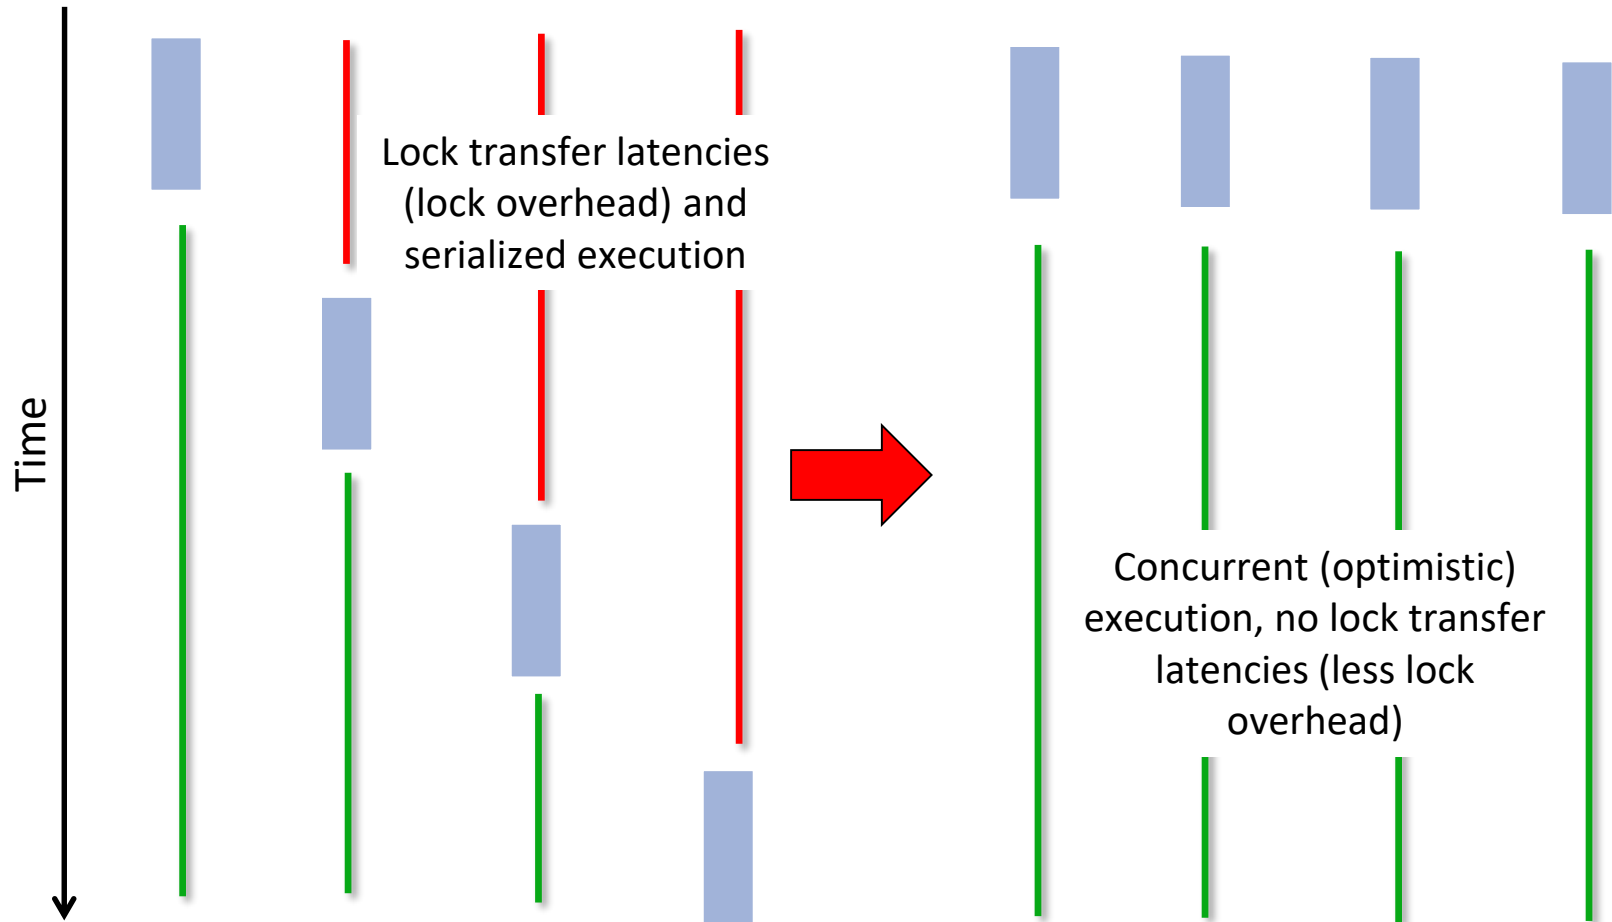 Time
Lock transfer latencies
(lock overhead) and
serialized execution
Concurrent (optimistic)
execution, no lock transfer
latencies (less lock
overhead)